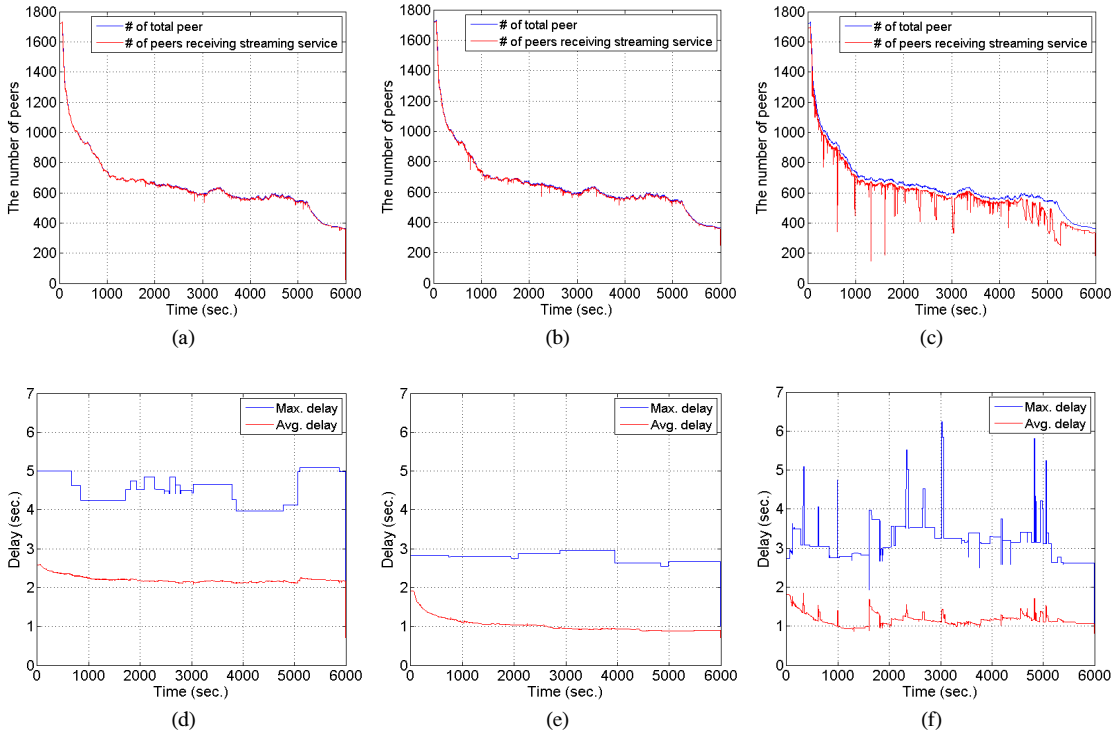 1800
1600
1400
1200
1000
800
600
400
200
0
The number of peers
# of total peer
# of peers receiving streaming service
0 1000 2000 3000 4000 5000 6000
Time (sec.)
(a)
1800
1600
1400
1200
1000
800
600
400
200
0
The number of peers
# of total peer
# of peers receiving streaming service
0 1000 2000 3000 4000 5000 6000
Time (sec.)
(b)
1800
1600
1400
1200
1000
800
600
400
200
0
The number of peers
# of total peer
# of peers receiving streaming service
0 1000 2000 3000 4000 5000 6000
Time (sec.)
(c)
7
6
5
4
3
2
1
0
Delay (sec.)
Max. delay
Avg. delay
0 1000 2000 3000 4000 5000 6000
Time (sec.)
(d)
7
6
5
4
3
2
1
0
Delay (sec.)
Max. delay
Avg. delay
0 1000 2000 3000 4000 5000 6000
Time (sec.)
(e)
7
6
5
4
3
2
1
0
Delay (sec.)
Max. delay
Avg. delay
0 1000 2000 3000 4000 5000 6000
Time (sec.)
(f)